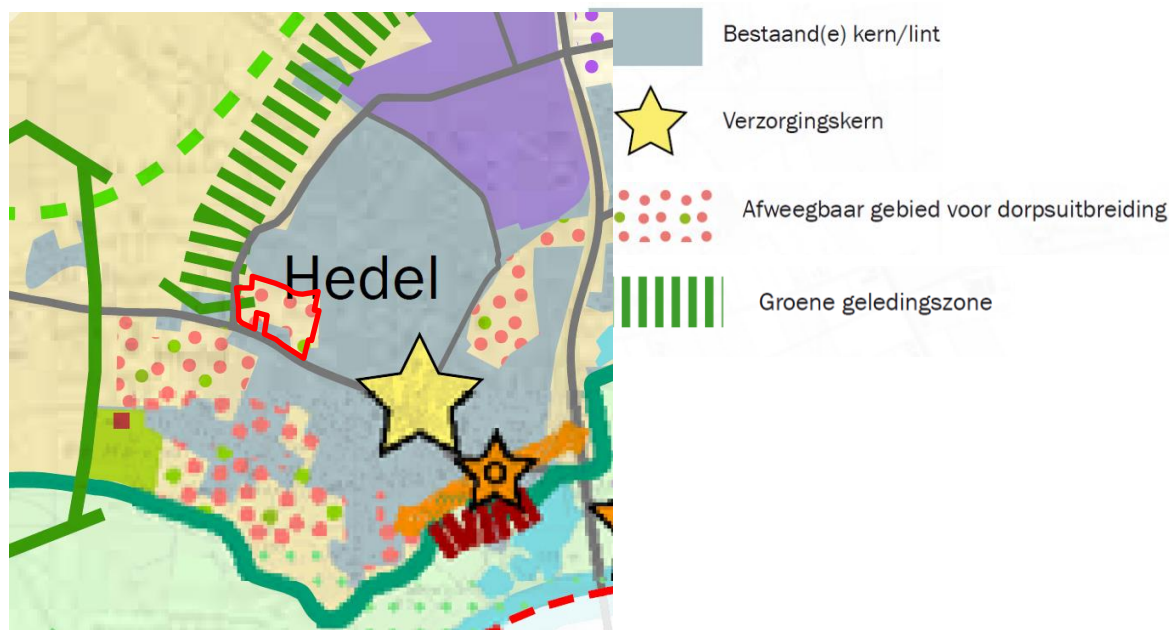 Hedel
Bestaand(e) kern/lint
Verzorgingskern
Afweegbaar gebied voor dorpsuitbreiding
Groene geledingszone